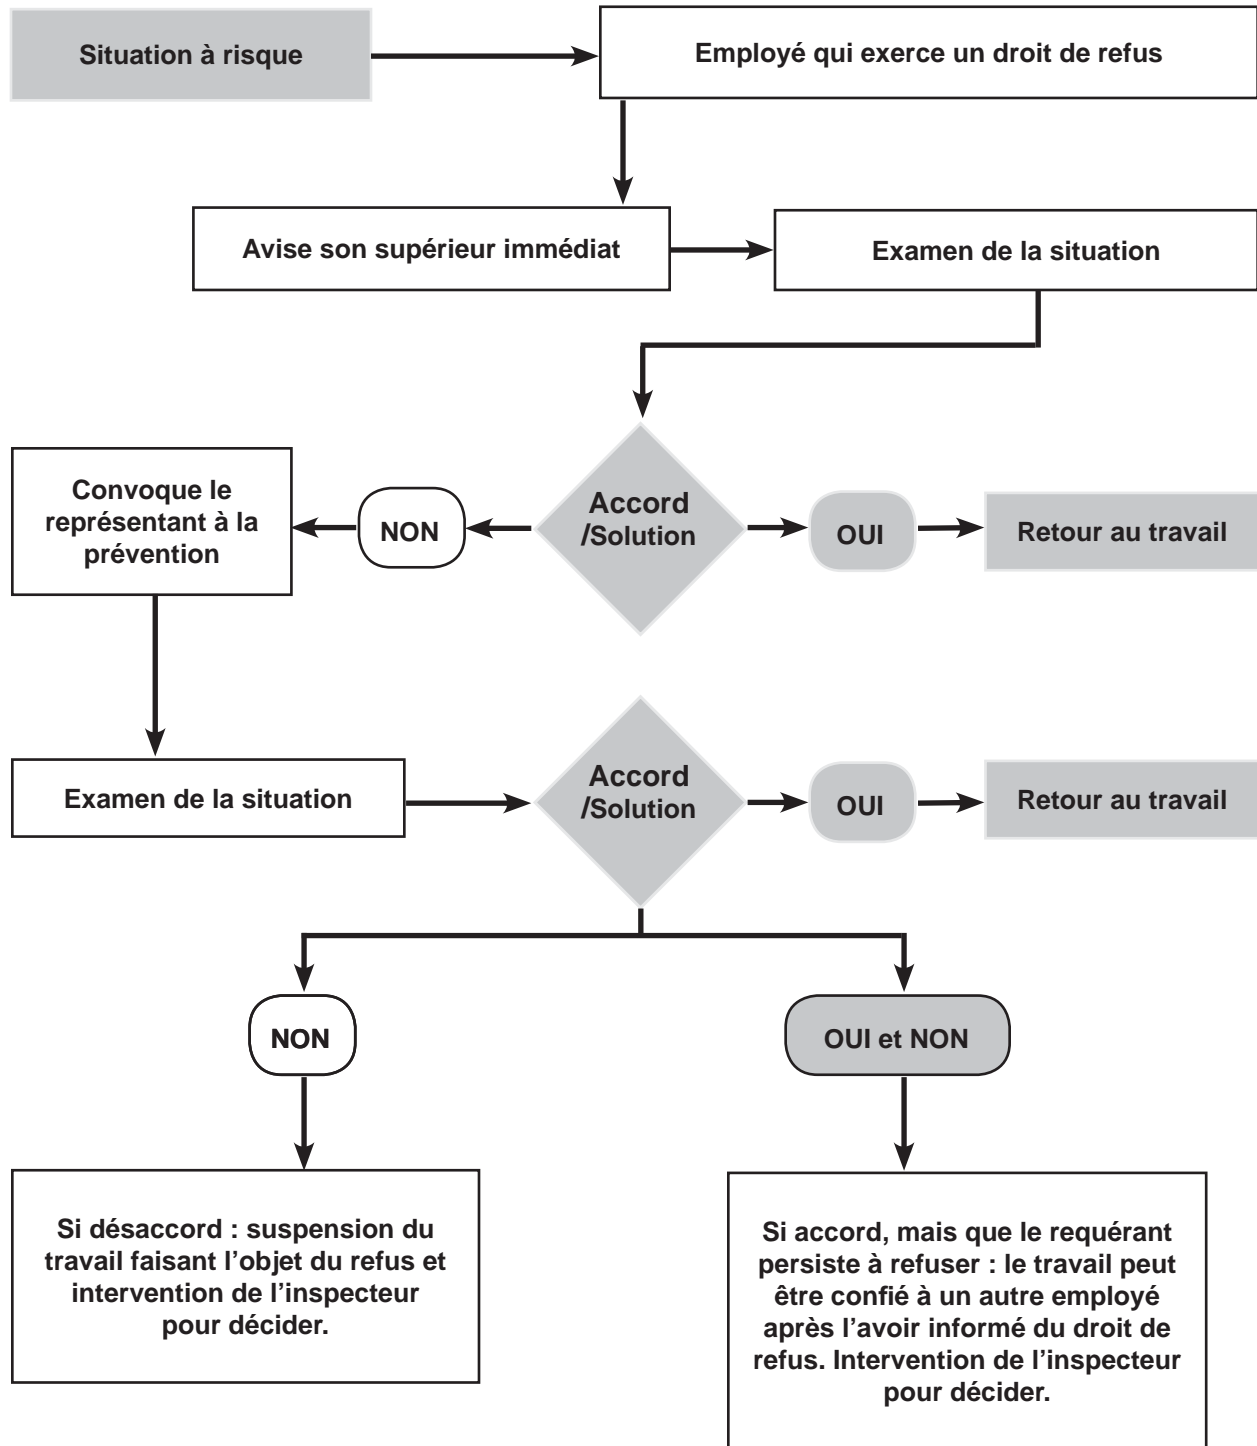 Situation à risque
Employé qui exerce un droit de refus
Avise son supérieur immédiat
Examen de la situation
Convoque le
représentant à la
prévention
NON
Accord
/Solution
OUI
Retour au travail
Examen de la situation
Accord
/Solution
OUI
Retour au travail
NON
OUI et NON
Si désaccord : suspension du
travail faisant l’objet du refus et
intervention de l’inspecteur
pour décider.
Si accord, mais que le requérant
persiste à refuser : le travail peut
être confié à un autre employé
après l’avoir informé du droit de
refus. Intervention de l’inspecteur
pour décider.